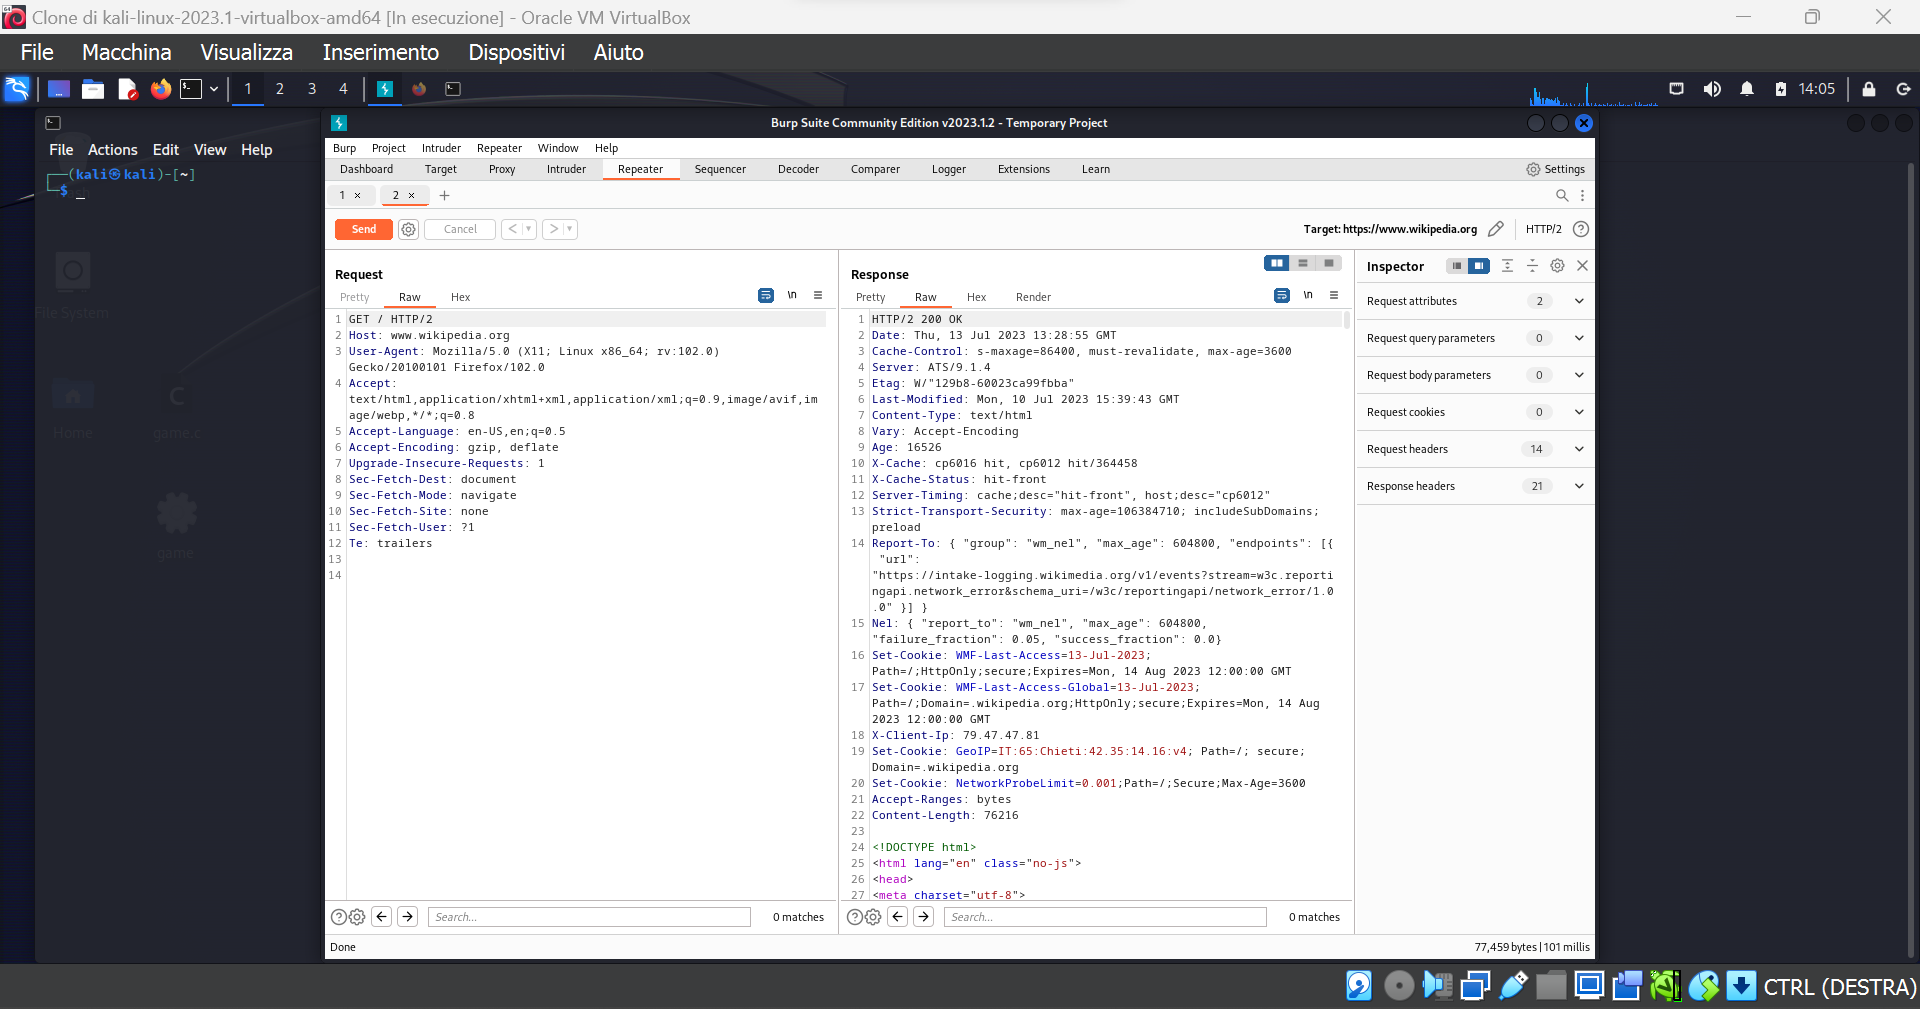 Clone di kali-linux-2023.1-virtualbox-amd64 [In esecuzione] - Oracle VM VirtualBox
File Macchina Visualizza Inserimento Dispositivi Aiuto
1 2 3 4 14:05
Burp Suite Community Edition v2023.1.2 - Temporary Project
File Actions Edit View Help
(kali㉿kali)-[~]
$ _
File System
Home
game.c
game
Burp Project Intruder Repeater Window Help
Dashboard Target Proxy Intruder Repeater Sequencer Decoder Comparer Logger Extensions Learn Settings
1 × 2 × +
Send Cancel < > Target: https://www.wikipedia.org HTTP/2
Request
Pretty Raw Hex \n
1 GET / HTTP/2
2 Host: www.wikipedia.org
3 User-Agent: Mozilla/5.0 (X11; Linux x86_64; rv:102.0)
Gecko/20100101 Firefox/102.0
4 Accept:
text/html,application/xhtml+xml,application/xml;q=0.9,image/avif,im
age/webp,*/*;q=0.8
5 Accept-Language: en-US,en;q=0.5
6 Accept-Encoding: gzip, deflate
7 Upgrade-Insecure-Requests: 1
8 Sec-Fetch-Dest: document
9 Sec-Fetch-Mode: navigate
10 Sec-Fetch-Site: none
11 Sec-Fetch-User: ?1
12 Te: trailers
13
14
Search... 0 matches
Response
Pretty Raw Hex Render \n
1 HTTP/2 200 OK
2 Date: Thu, 13 Jul 2023 13:28:55 GMT
3 Cache-Control: s-maxage=86400, must-revalidate, max-age=3600
4 Server: ATS/9.1.4
5 Etag: W/"129b8-60023ca99fbba"
6 Last-Modified: Mon, 10 Jul 2023 15:39:43 GMT
7 Content-Type: text/html
8 Vary: Accept-Encoding
9 Age: 16526
10 X-Cache: cp6016 hit, cp6012 hit/364458
11 X-Cache-Status: hit-front
12 Server-Timing: cache;desc="hit-front", host;desc="cp6012"
13 Strict-Transport-Security: max-age=106384710; includeSubDomains;
preload
14 Report-To: { "group": "wm_nel", "max_age": 604800, "endpoints": [{
"url":
"https://intake-logging.wikimedia.org/v1/events?stream=w3c.reporti
ngapi.network_error&schema_uri=/w3c/reportingapi/network_error/1.0
.0" }] }
15 Nel: { "report_to": "wm_nel", "max_age": 604800,
"failure_fraction": 0.05, "success_fraction": 0.0}
16 Set-Cookie: WMF-Last-Access=13-Jul-2023;
Path=/;HttpOnly;secure;Expires=Mon, 14 Aug 2023 12:00:00 GMT
17 Set-Cookie: WMF-Last-Access-Global=13-Jul-2023;
Path=/;Domain=.wikipedia.org;HttpOnly;secure;Expires=Mon, 14 Aug
2023 12:00:00 GMT
18 X-Client-Ip: 79.47.47.81
19 Set-Cookie: GeoIP=IT:65:Chieti:42.35:14.16:v4; Path=/; secure;
Domain=.wikipedia.org
20 Set-Cookie: NetworkProbeLimit=0.001;Path=/;Secure;Max-Age=3600
21 Accept-Ranges: bytes
22 Content-Length: 76216
23
24 <!DOCTYPE html>
25 <html lang="en" class="no-js">
26 <head>
27 <meta charset="utf-8">
Search... 0 matches
Inspector
Request attributes 2
Request query parameters 0
Request body parameters 0
Request cookies 0
Request headers 14
Response headers 21
Done 77,459 bytes | 101 millis
CTRL (DESTRA)